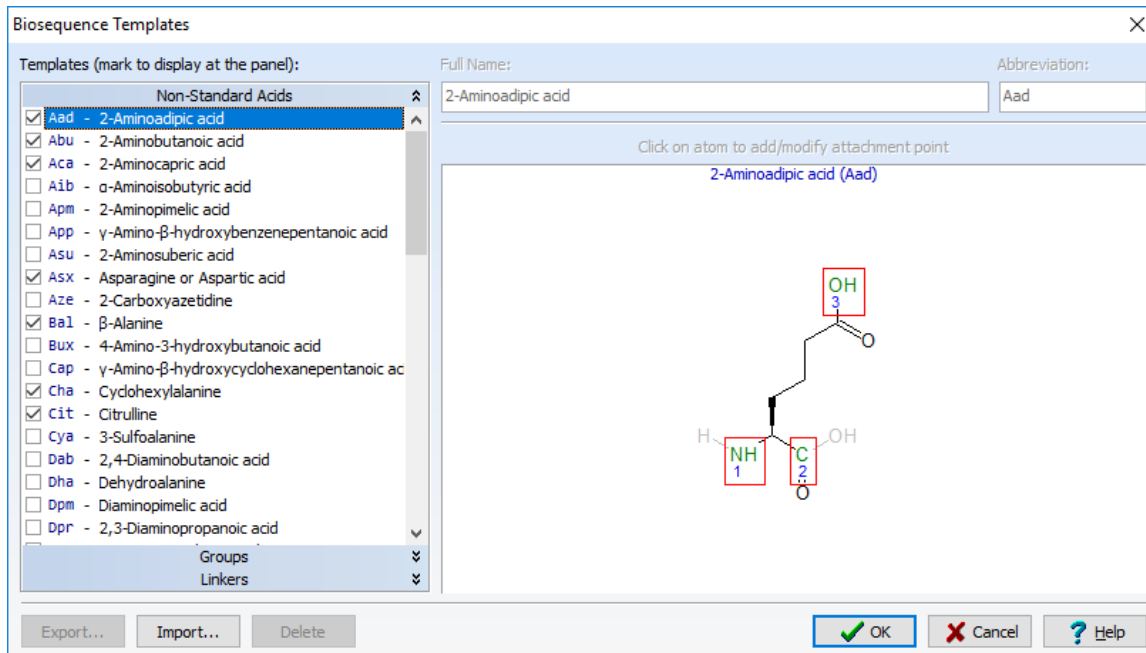 Biosequence Templates
Templates (mark to display at the panel):
Full Name:
Abbreviation:
Non-Standard Acids
2-Aminoadipic acid
Aad
Aad - 2-Aminoadipic acid
Abu - 2-Aminobutanoic acid
Aca - 2-Aminocapric acid
Aib - α-Aminoisobutyric acid
Apm - 2-Aminopimelic acid
App - γ-Amino-β-hydroxybenzenepentanoic acid
Asu - 2-Aminosuberic acid
Asx - Asparagine or Aspartic acid
Aze - 2-Carboxyazetidine
Bal - β-Alanine
Bux - 4-Amino-3-hydroxybutanoic acid
Cap - γ-Amino-β-hydroxycyclohexanepentanoic ac
Cha - Cyclohexylalanine
Cit - Citrulline
Cya - 3-Sulfoalanine
Dab - 2,4-Diaminobutanoic acid
Dha - Dehydroalanine
Dpm - Diaminopimelic acid
Dpr - 2,3-Diaminopropanoic acid
Groups
Linkers
Click on atom to add/modify attachment point
2-Aminoadipic acid (Aad)
OH
3
O
H
NH
1
C
2
OH
O
Export...
Import...
Delete
OK
Cancel
Help